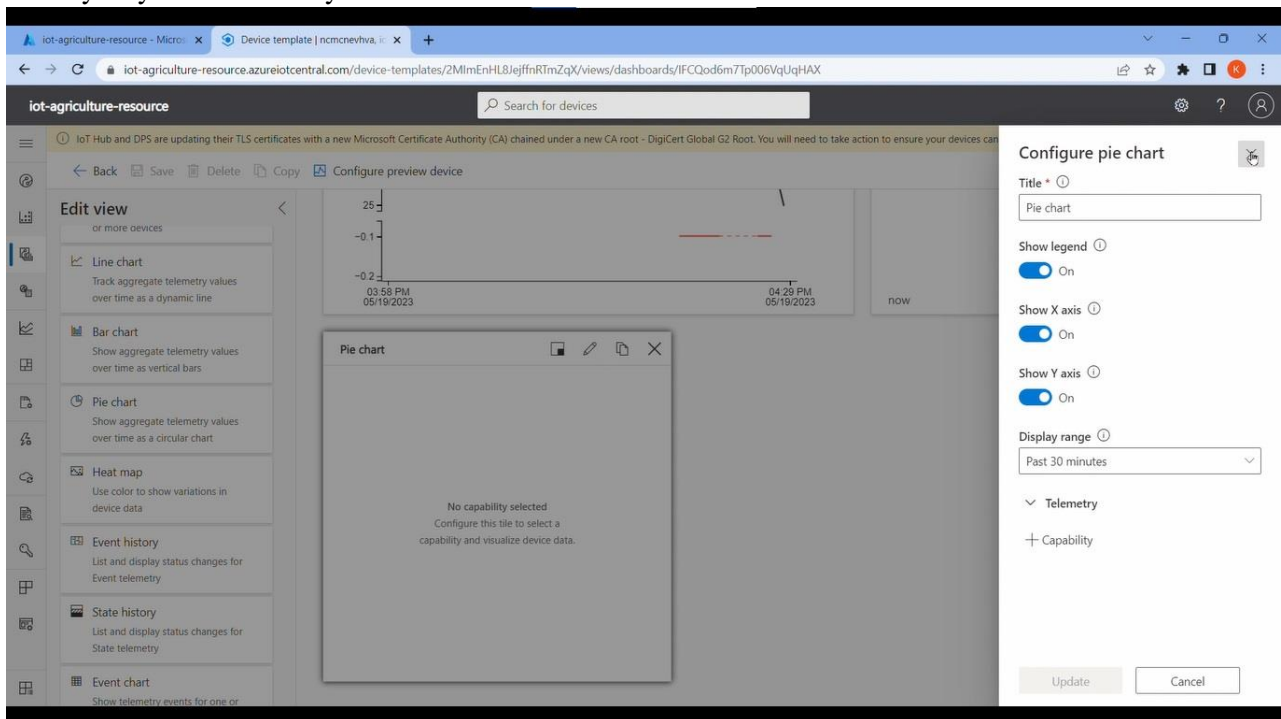 iot-agriculture-resource - Micros
Device template | ncmcnevhva, i
iot-agriculture-resource.azureiotcentral.com/device-templates/2MImEnHL8JejffnRTmZqX/views/dashboards/IFCQod6m7Tp006VqUqHAX
K
iot-agriculture-resource
Search for devices
IoT Hub and DPS are updating their TLS certificates with a new Microsoft Certificate Authority (CA) chained under a new CA root - DigiCert Global G2 Root. You will need to take action to ensure your devices can
Back Save Delete Copy Configure preview device
Edit view
or more devices
Line chart
Track aggregate telemetry values
over time as a dynamic line
Bar chart
Show aggregate telemetry values
over time as vertical bars
Pie chart
Show aggregate telemetry values
over time as a circular chart
Heat map
Use color to show variations in
device data
Event history
List and display status changes for
Event telemetry
State history
List and display status changes for
State telemetry
Event chart
Show telemetry events for one or
25
−0.1
−0.2
03:58 PM
05/19/2023
04:29 PM
05/19/2023
now
Pie chart
No capability selected
Configure this tile to select a
capability and visualize device data.
Configure pie chart
Title *
Pie chart
Show legend
On
Show X axis
On
Show Y axis
On
Display range
Past 30 minutes
Telemetry
+ Capability
Update Cancel